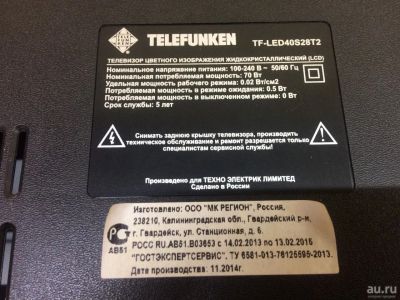 TELEFUNKEN
TF-LED40S28T2
ТЕЛЕВИЗОР ЦВЕТНОГО ИЗОБРАЖЕНИЯ ЖИДКОКРИСТАЛЛИЧЕСКИЙ (LCD)
Номинальное напряжение питания: 100-240 В ~ 50/60 Гц
Номинальная потребляемая мощность: 70 Вт
Удельная мощность рабочего режима: 0.02 Вт/см2
Потребляемая мощность в режиме ожидания: 0.5 Вт
Потребляемая мощность в выключенном режиме: 0 Вт
Срок службы: 5 лет
Снимать заднюю крышку телевизора, производить
техническое обслуживание и ремонт разрешается только
специалистам сервисной службы!
Произведено для ТЕХНО ЭЛЕКТРИК ЛИМИТЕД
Сделано в России
Изготовлено: ООО "МК РЕГИОН", Россия,
238210, Калининградская обл., Гвардейский р-н,
г. Гвардейск, ул. Станционная, д. 6.
РОСС RU.АВ51.В03653 с 14.02.2013 по 13.02.2015
"ГОСТЭКСПЕРТСЕРВИС", ТУ 6581-013-76125595-2013.
Дата изготовления: 11.2014г.
АВ51
au.ru